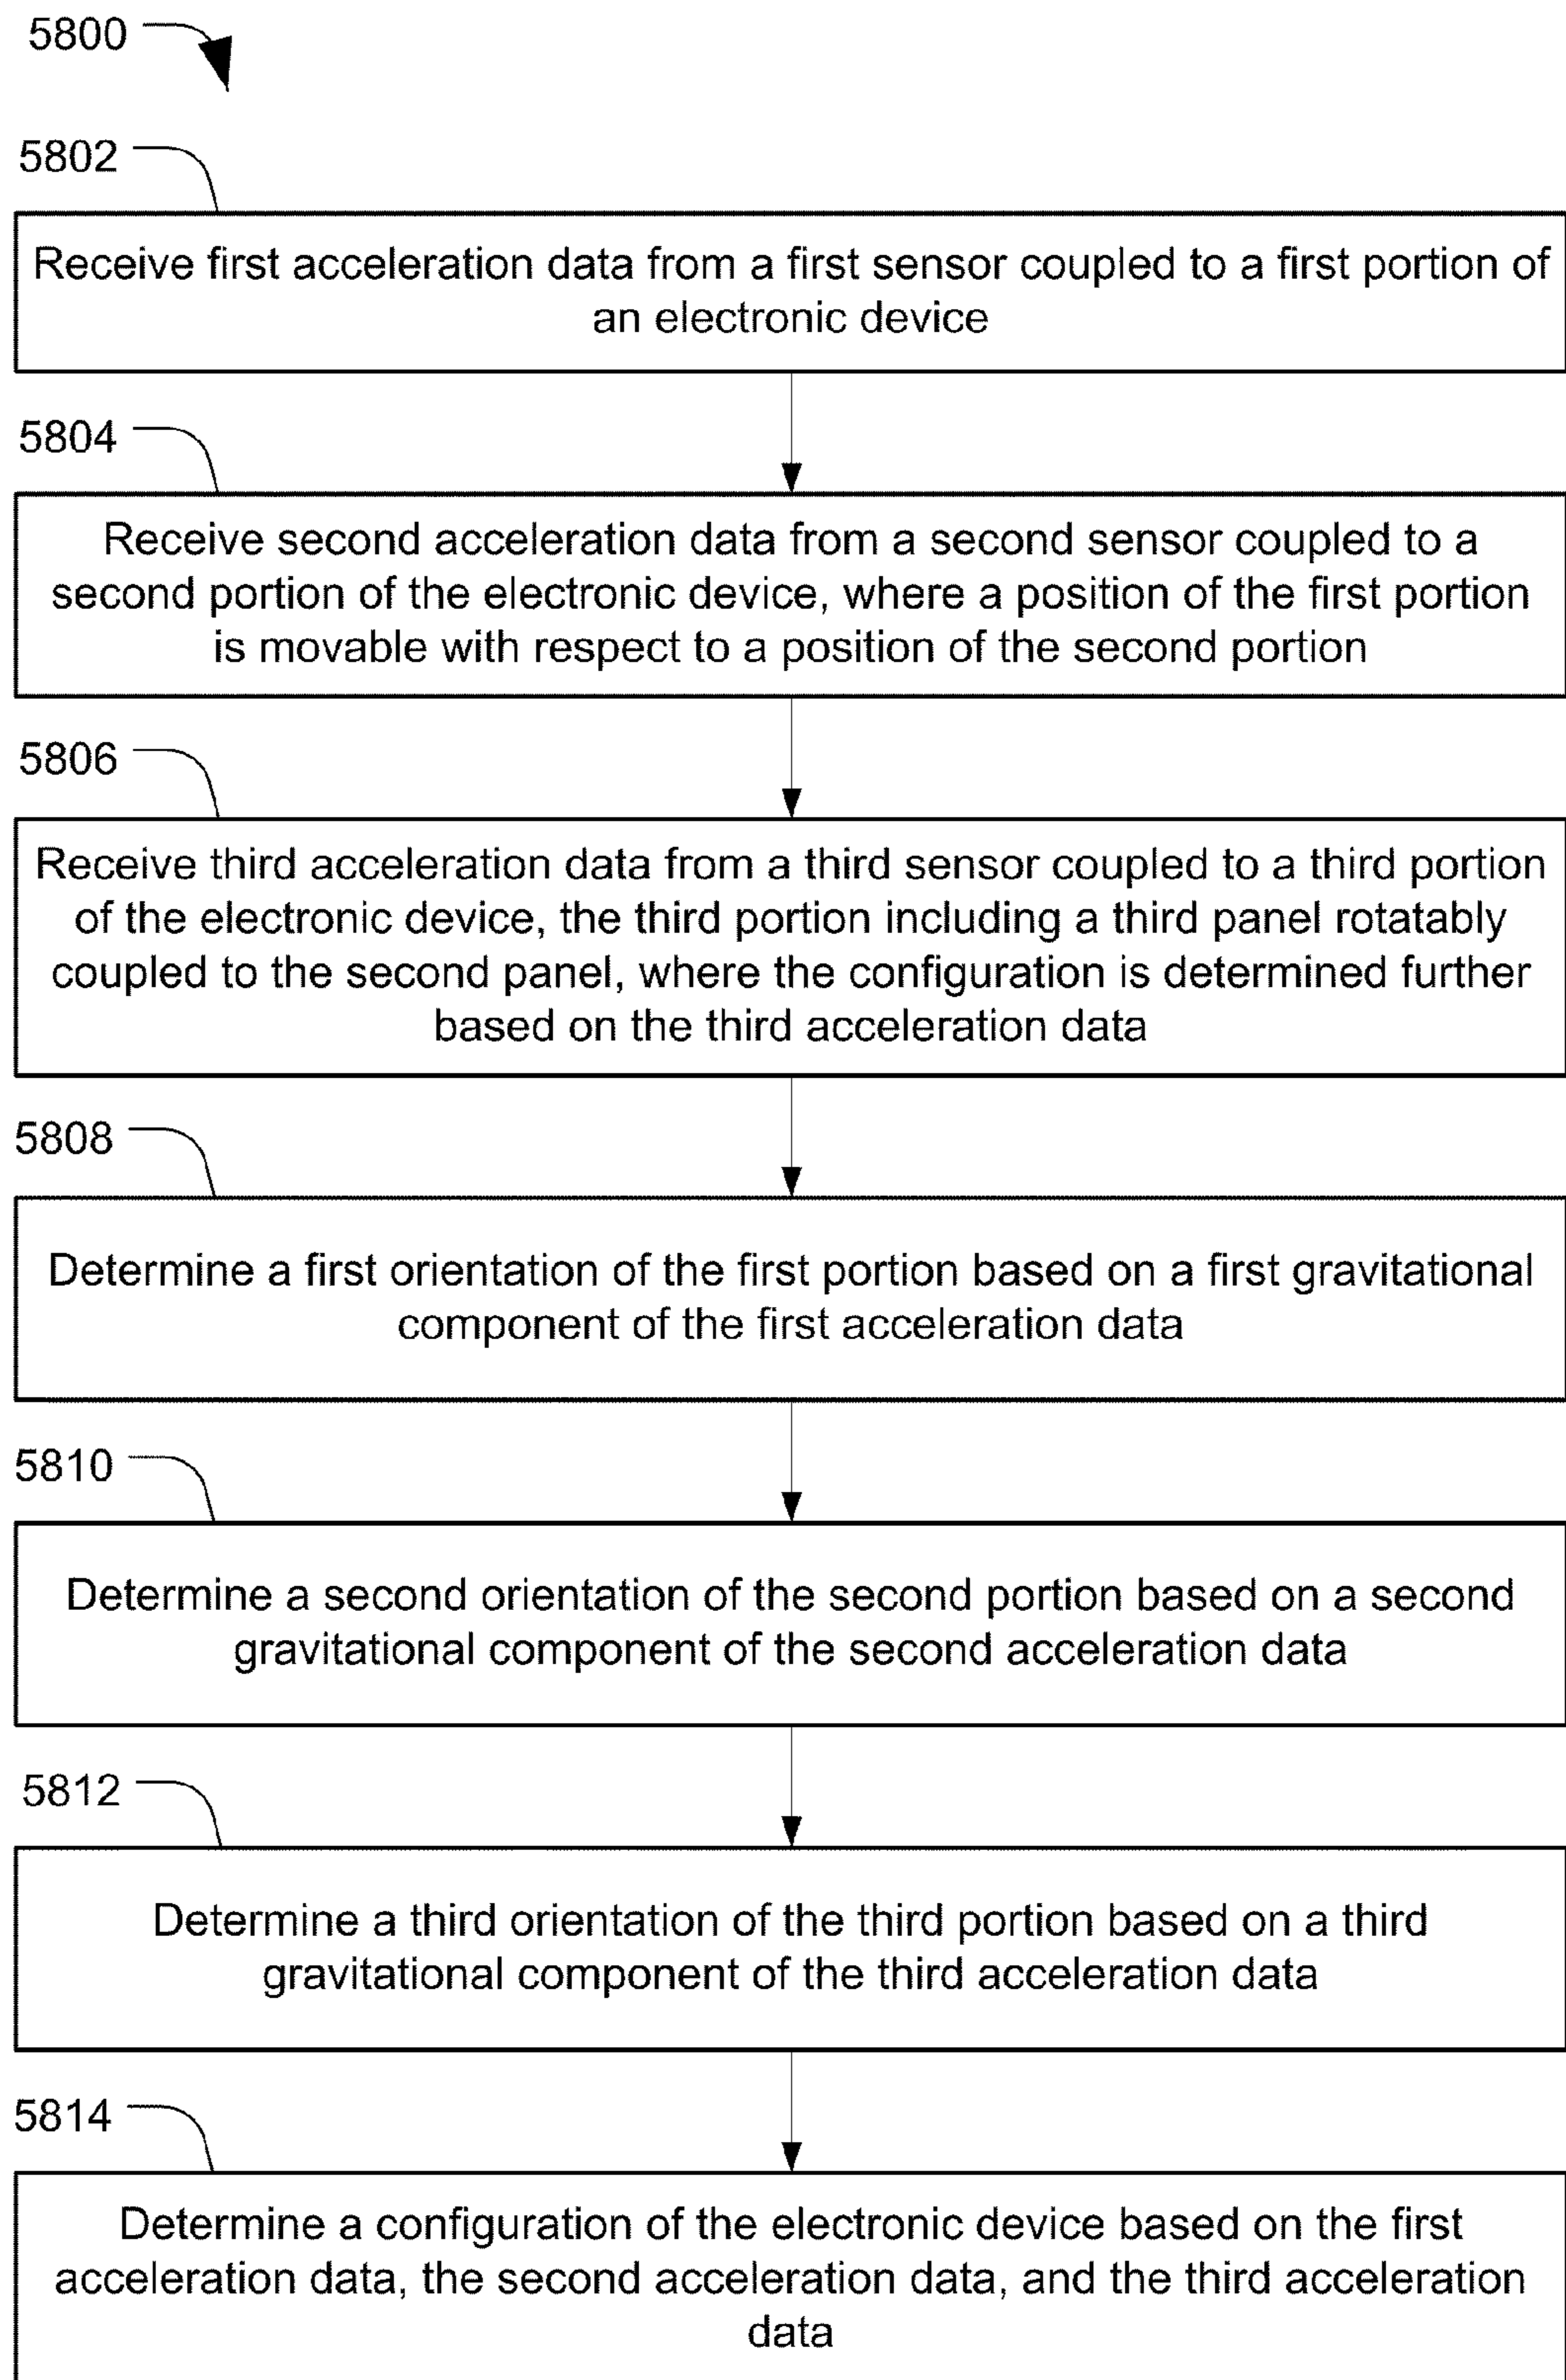 5800
5802
Receive first acceleration data from a first sensor coupled to a first portion of
an electronic device
5804
Receive second acceleration data from a second sensor coupled to a
second portion of the electronic device, where a position of the first portion
is movable with respect to a position of the second portion
5806
Receive third acceleration data from a third sensor coupled to a third portion
of the electronic device, the third portion including a third panel rotatably
coupled to the second panel, where the configuration is determined further
based on the third acceleration data
5808
Determine a first orientation of the first portion based on a first gravitational
component of the first acceleration data
5810
Determine a second orientation of the second portion based on a second
gravitational component of the second acceleration data
5812
Determine a third orientation of the third portion based on a third
gravitational component of the third acceleration data
5814
Determine a configuration of the electronic device based on the first
acceleration data, the second acceleration data, and the third acceleration
data